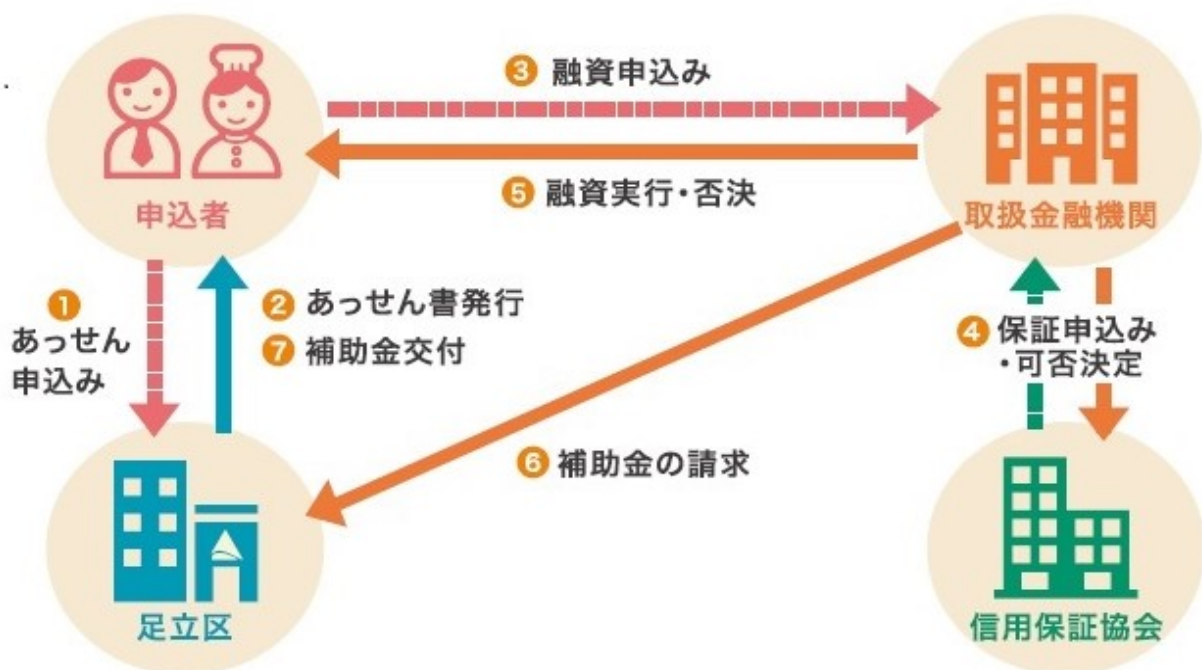 ③ 融資申込み
申込者
⑤ 融資実行・否決
取扱金融機関
①
あっせん
申込み
② あっせん書発行
⑦ 補助金交付
④ 保証申込み
・可否決定
⑥ 補助金の請求
足立区
信用保証協会